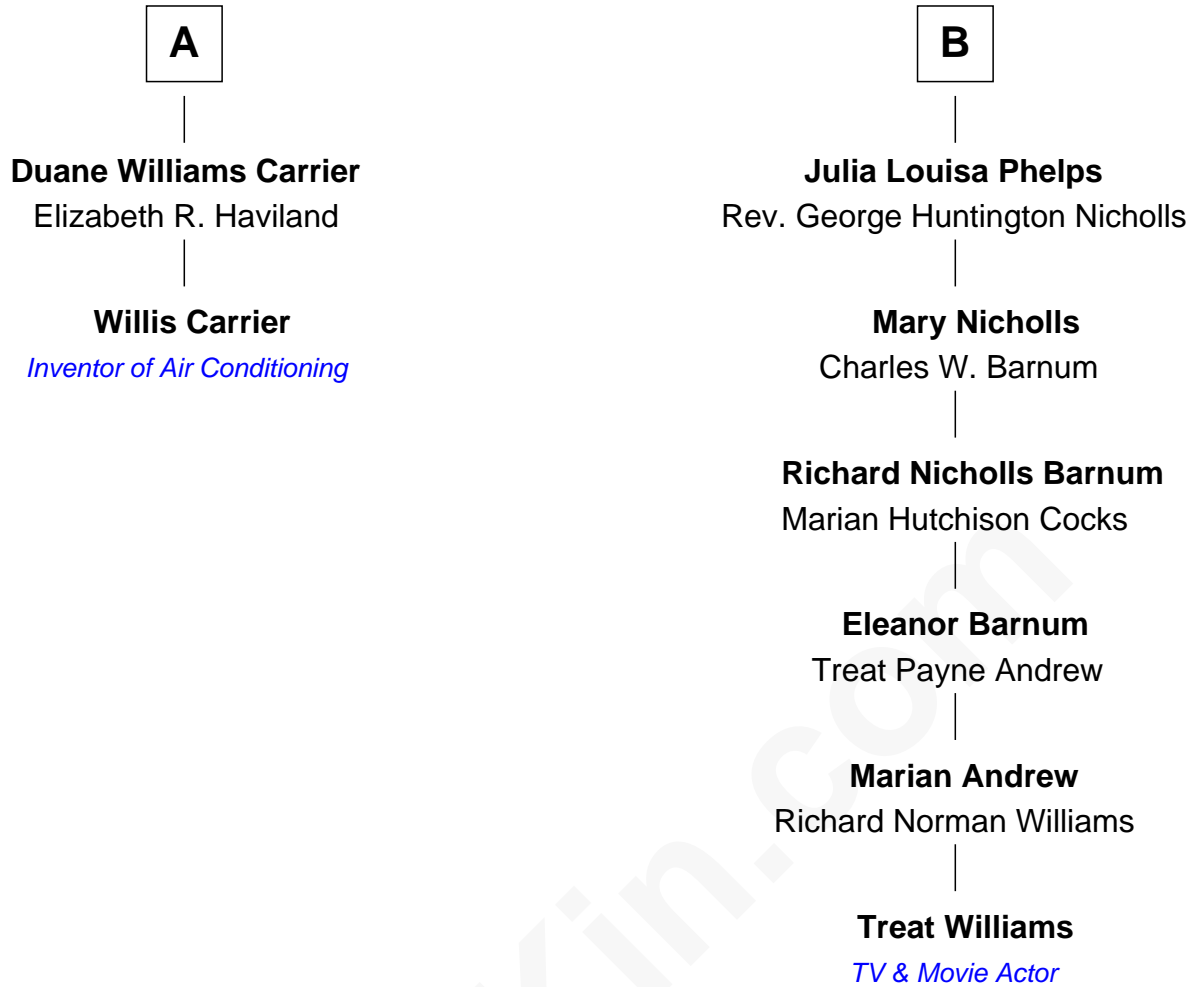 A
Duane Williams Carrier
Elizabeth R. Haviland
Willis Carrier
Inventor of Air Conditioning
B
Julia Louisa Phelps
Rev. George Huntington Nicholls
Mary Nicholls
Charles W. Barnum
Richard Nicholls Barnum
Marian Hutchison Cocks
Eleanor Barnum
Treat Payne Andrew
Marian Andrew
Richard Norman Williams
Treat Williams
TV & Movie Actor
Kin.com